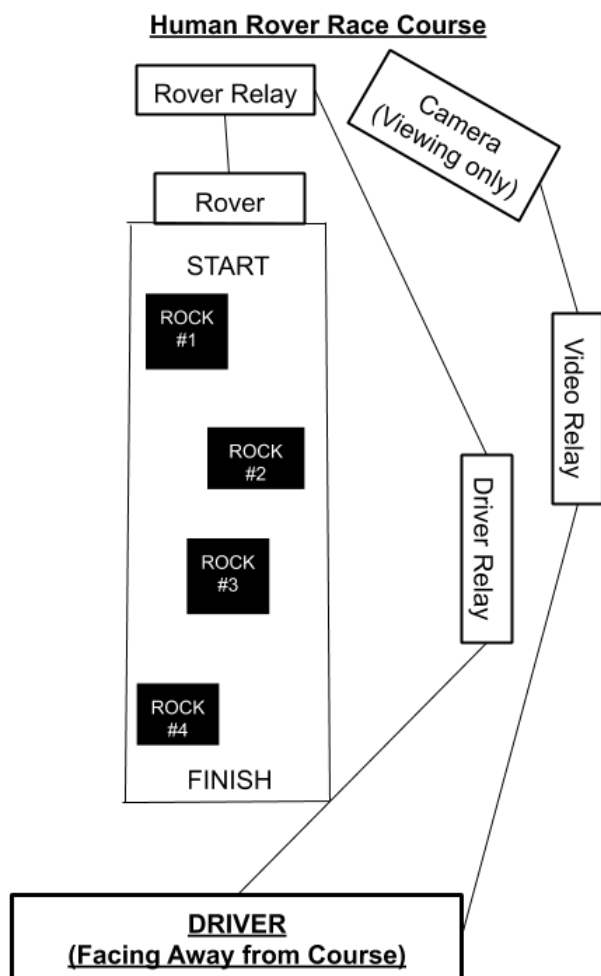 Human Rover Race Course
Rover Relay
Camera
(Viewing only)
Rover
START
ROCK
#1
Video Relay
ROCK
#2
Driver Relay
ROCK
#3
ROCK
#4
FINISH
DRIVER
(Facing Away from Course)